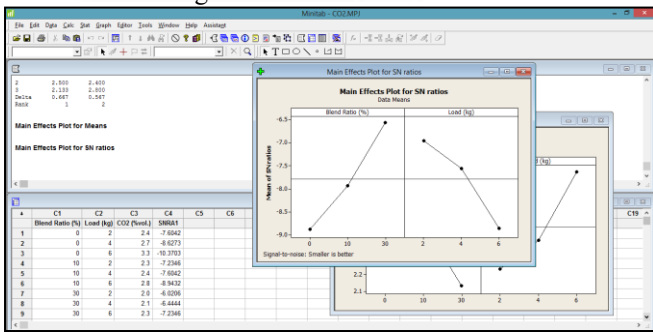 Minitab - CO2.MPJ
File Edit Data Calc Stat Graph Editor Tools Window Help Assistant
2 2.500 2.400
3 2.133 2.800
Delta 0.667 0.567
Rank 1 2
Main Effects Plot for Means
Main Effects Plot for SN ratios
Main Effects Plot for SN ratios
Main Effects Plot for SN ratios
Data Means
Blend Ratio (%) Load (kg)
Mean of SN ratios
-6.5
-7.0
-7.5
-8.0
-8.5
-9.0
0 10 30 2 4 6
Signal-to-noise: Smaller is better
(kg)
2.2
2.1
0 10 30 2 4 6
C1 C2 C3 C4 C5 C6 C19
Blend Ratio (%) Load (kg) CO2 (%vol.) SNRA1
1 0 2 2.4 -7.6042
2 0 4 2.7 -8.6273
3 0 6 3.3 -10.3703
4 10 2 2.3 -7.2346
5 10 4 2.4 -7.6042
6 10 6 2.8 -8.9432
7 30 2 2.0 -6.0206
8 30 4 2.1 -6.4444
9 30 6 2.3 -7.2346